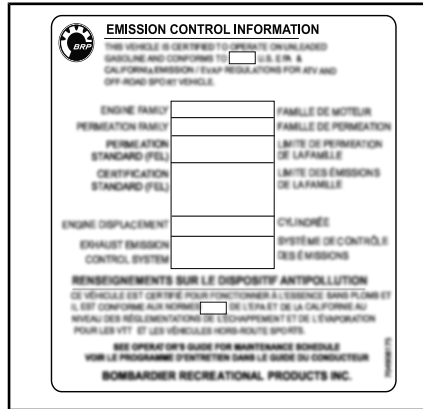 BRP
EMISSION CONTROL INFORMATION
THIS VEHICLE IS CERTIFIED TO OPERATE ON UNLEADED
GASOLINE AND CONFORMS TO U.S. EPA &
CALIFORNIA EMISSION / EVAP REGULATIONS FOR ATV AND
OFF-ROAD SPORT VEHICLE.
ENGINE FAMILY FAMILLE DE MOTEUR
PERMEATION FAMILY FAMILLE DE PERMEATION
PERMEATION LIMITE DE PERMEATION
STANDARD (FEL) DE LA FAMILLE
CERTIFICATION LIMITE DES ÉMISSIONS
STANDARD (FEL) DE LA FAMILLE
ENGINE DISPLACEMENT CYLINDRÉE
EXHAUST EMISSION SYSTÈME DE CONTRÔLE
CONTROL SYSTEM DES ÉMISSIONS
RENSEIGNEMENTS SUR LE DISPOSITIF ANTIPOLLUTION
CE VÉHICULE EST CERTIFIÉ POUR FONCTIONNER À L'ESSENCE SANS PLOMB ET
IL EST CONFORME AUX NORMES DE L'EPA ET DE LA CALIFORNIE AU
NIVEAU DES RÉGLEMENTATIONS DE L'ÉCHAPPEMENT ET DE L'ÉVAPORATION
POUR LES VTT ET LES VÉHICULES HORS-ROUTE SPORTS.
SEE OPERATOR'S GUIDE FOR MAINTENANCE SCHEDULE
VOIR LE PROGRAMME D'ENTRETIEN DANS LE GUIDE DU CONDUCTEUR
BOMBARDIER RECREATIONAL PRODUCTS INC.